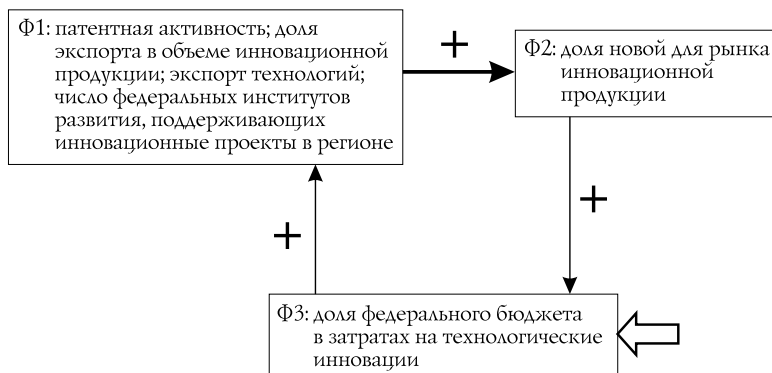 Ф1: патентная активность; доля
экспорта в объеме инновационной
продукции; экспорт технологий;
число федеральных институтов
развития, поддерживающих
инновационные проекты в регионе
+
Ф2: доля новой для рынка
инновационной
продукции
+
+
Ф3: доля федерального бюджета
в затратах на технологические
инновации